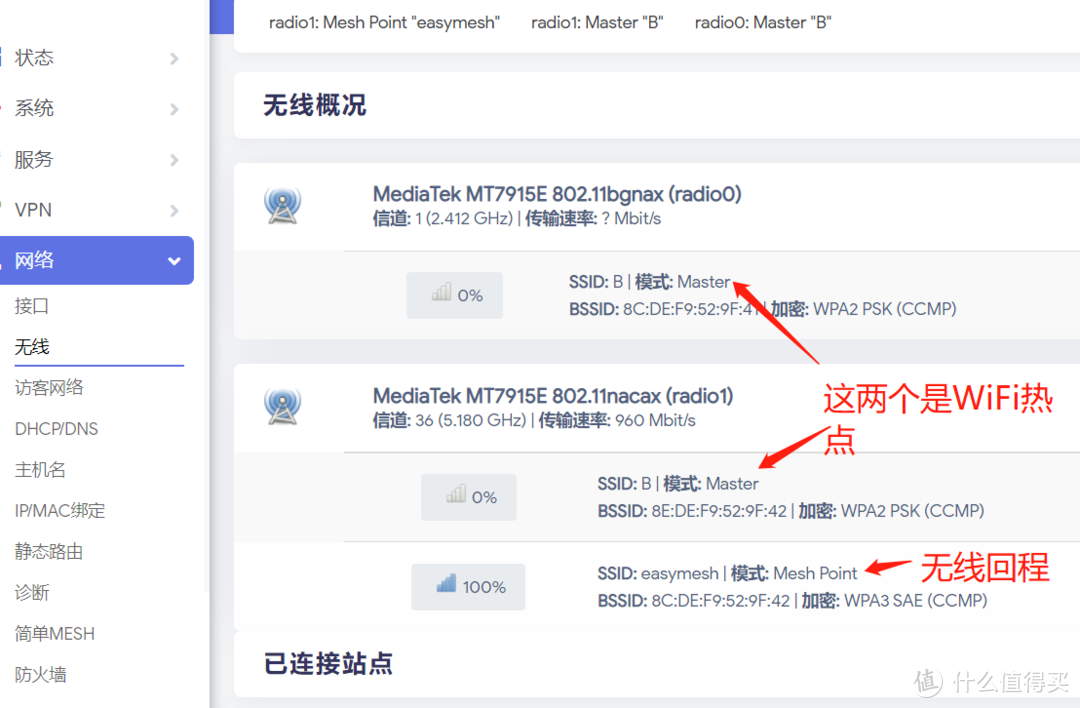 radio1: Mesh Point "easymesh" radio1: Master "B" radio0: Master "B"
状态
系统
服务
VPN
网络
接口
无线
访客网络
DHCP/DNS
主机名
IP/MAC绑定
静态路由
诊断
简单MESH
防火墙
无线概况
MediaTek MT7915E 802.11bgnax (radio0)
信道: 1 (2.412 GHz) | 传输速率: ? Mbit/s
0%
SSID: B | 模式: Master
BSSID: 8C:DE:F9:52:9F:41 | 加密: WPA2 PSK (CCMP)
MediaTek MT7915E 802.11nacax (radio1)
信道: 36 (5.180 GHz) | 传输速率: 960 Mbit/s
这两个是WiFi热
点
0%
SSID: B | 模式: Master
BSSID: 8E:DE:F9:52:9F:42 | 加密: WPA2 PSK (CCMP)
100%
SSID: easymesh | 模式: Mesh Point
无线回程
BSSID: 8C:DE:F9:52:9F:42 | 加密: WPA3 SAE (CCMP)
已连接站点
值 什么值得买